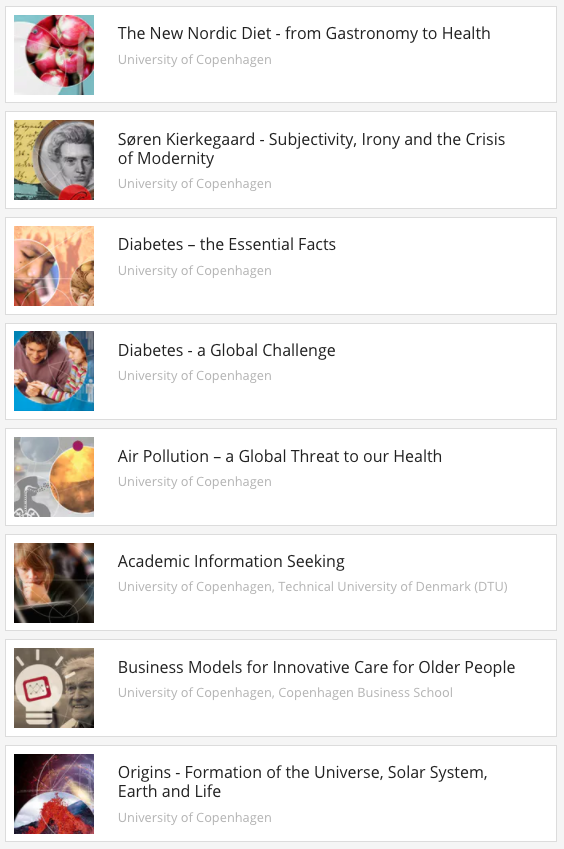 The New Nordic Diet - from Gastronomy to Health
University of Copenhagen
Søren Kierkegaard - Subjectivity, Irony and the Crisis
of Modernity
University of Copenhagen
Diabetes – the Essential Facts
University of Copenhagen
Diabetes - a Global Challenge
University of Copenhagen
Air Pollution – a Global Threat to our Health
University of Copenhagen
Academic Information Seeking
University of Copenhagen, Technical University of Denmark (DTU)
Business Models for Innovative Care for Older People
University of Copenhagen, Copenhagen Business School
Origins - Formation of the Universe, Solar System,
Earth and Life
University of Copenhagen